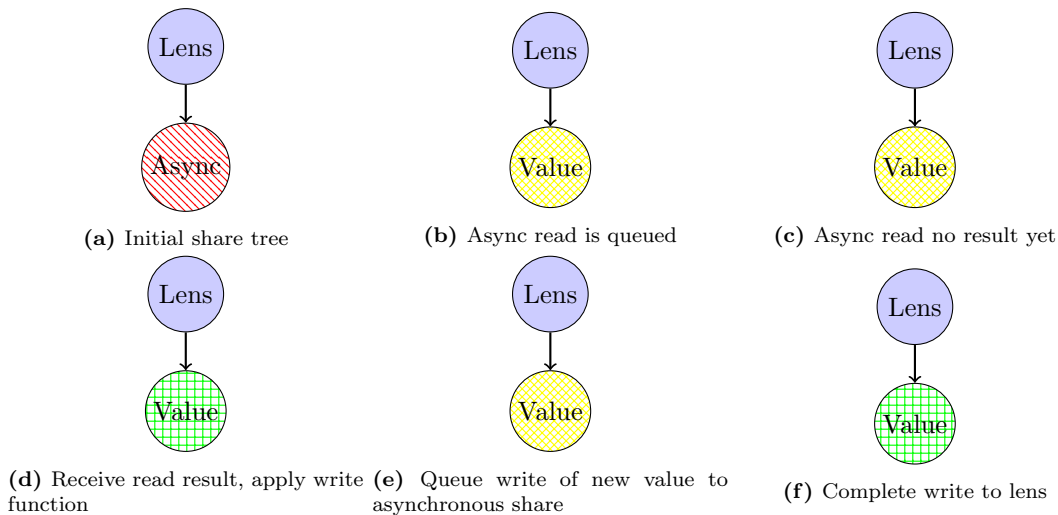 Lens
Async
(a) Initial share tree
Lens
Value
(b) Async read is queued
Lens
Value
(c) Async read no result yet
Lens
Value
(d) Receive read result, apply write
function
Lens
Value
(e) Queue write of new value to
asynchronous share
Lens
Value
(f) Complete write to lens